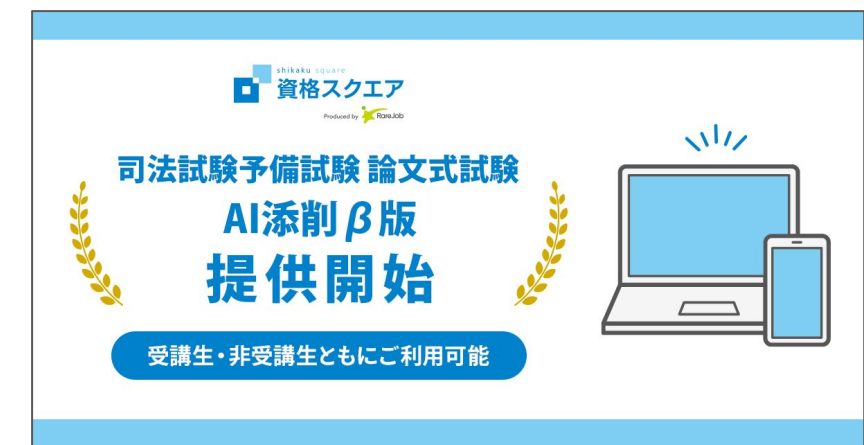 shikaku square
資格スクエア
Produced by RareJob
司法試験予備試験 論文式試験
AI添削β版
提供開始
受講生・非受講生ともにご利用可能